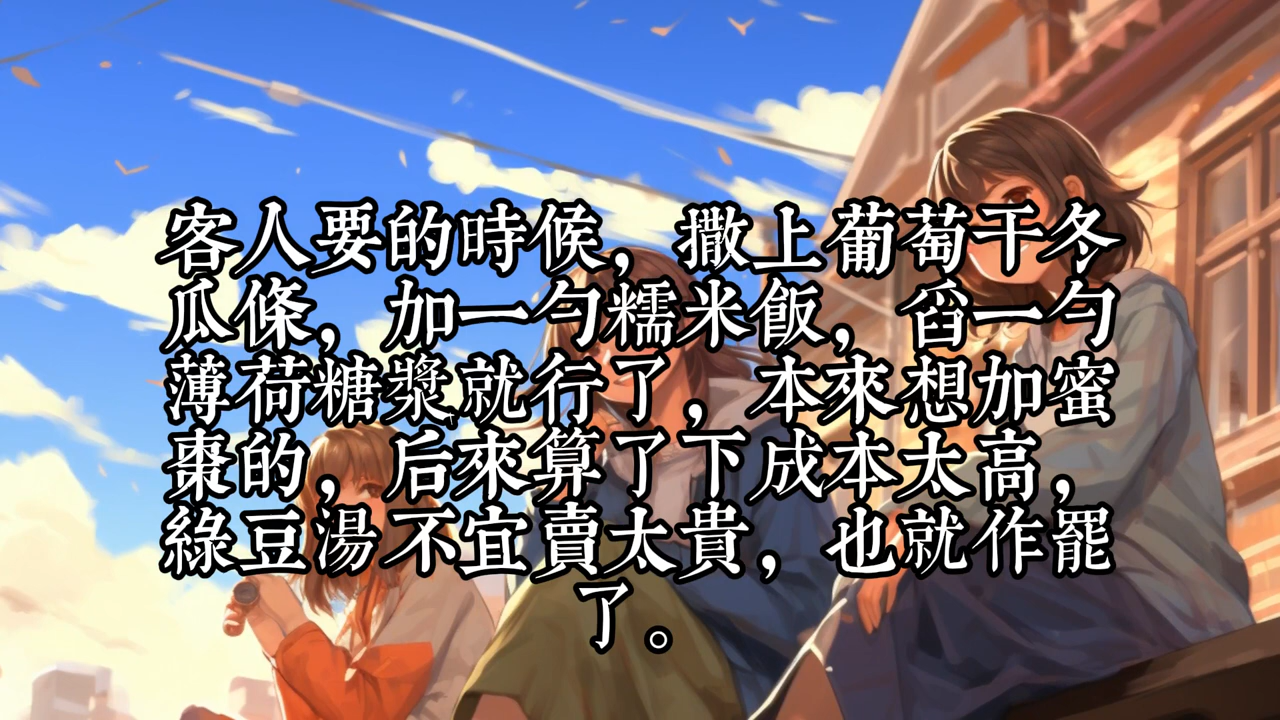 客人要的時候，撒上葡萄干冬
瓜條，加一勺糯米飯，舀一勺
薄荷糖漿就行了，本來想加蜜
棗的，后來算了下成本太高，
綠豆湯不宜賣太貴，也就作罷
了。